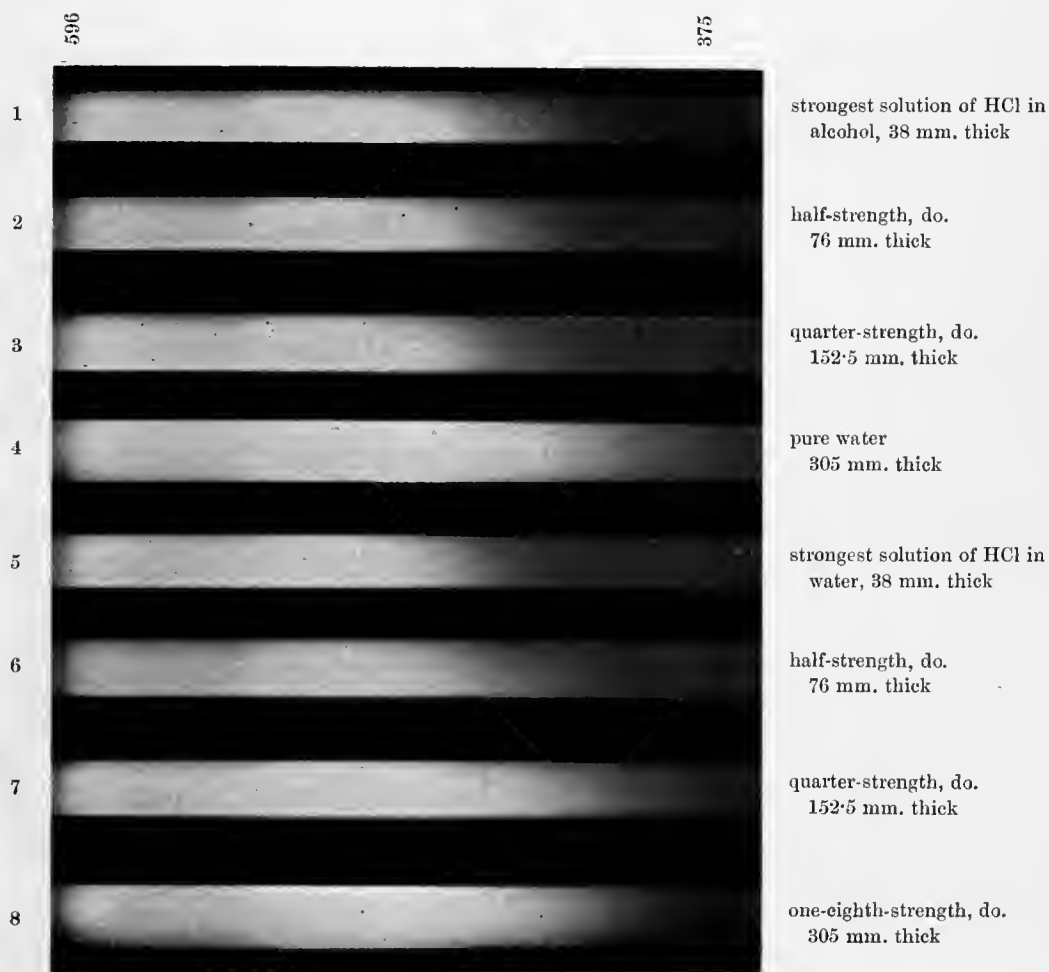 596
375
1
strongest solution of HCl in
alcohol, 38 mm. thick
2
half-strength, do.
76 mm. thick
3
quarter-strength, do.
152·5 mm. thick
4
pure water
305 mm. thick
5
strongest solution of HCl in
water, 38 mm. thick
6
half-strength, do.
76 mm. thick
7
quarter-strength, do.
152·5 mm. thick
8
one-eighth-strength, do.
305 mm. thick